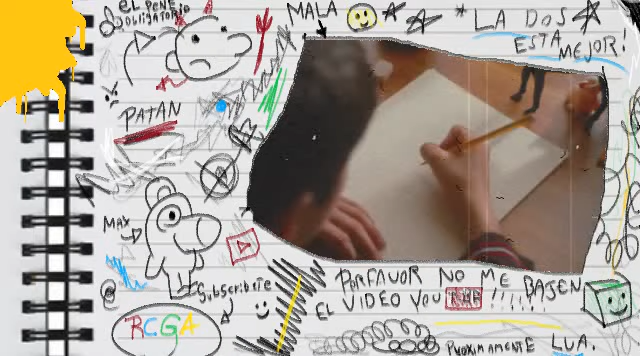 EL PENE
obligatorio
MALA
* LA DOS
ESTA
MEJOR!
PATAN
MAX
Subscribete
RCGA
PORFAVOR NO ME BAJEN
EL VIDEO YOU
!!!!!
PROXIMAMENTE LUA.